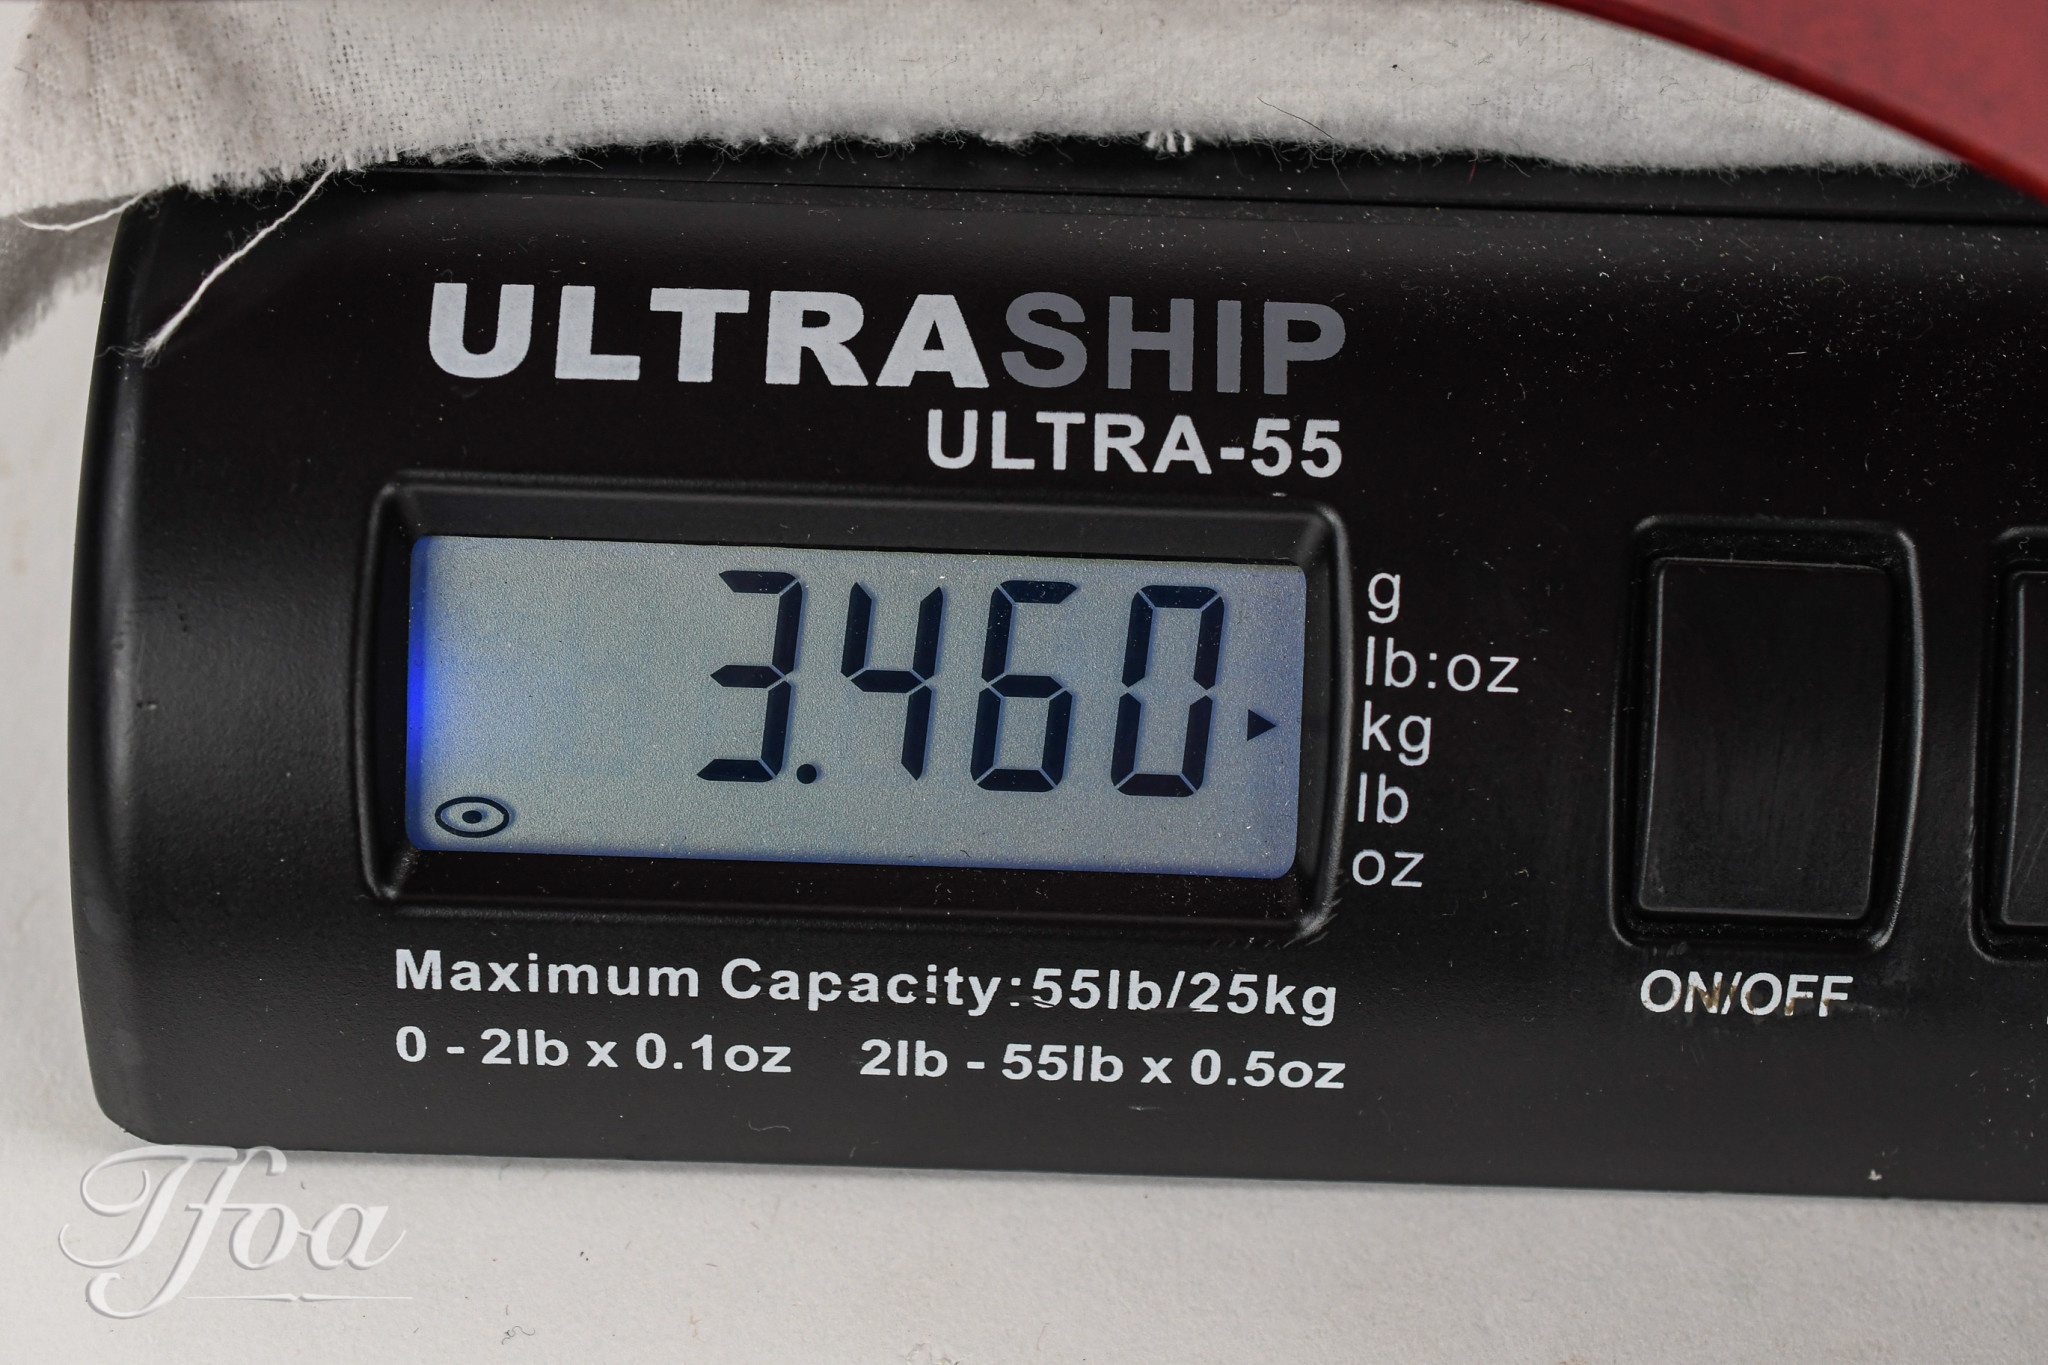 ULTRASHIP
ULTRA-55
3.460
g
lb:oz
kg
lb
oz
Maximum Capacity:55lb/25kg
0 - 2lb x 0.1oz 2lb - 55lb x 0.5oz
ON/OFF
Tfoa